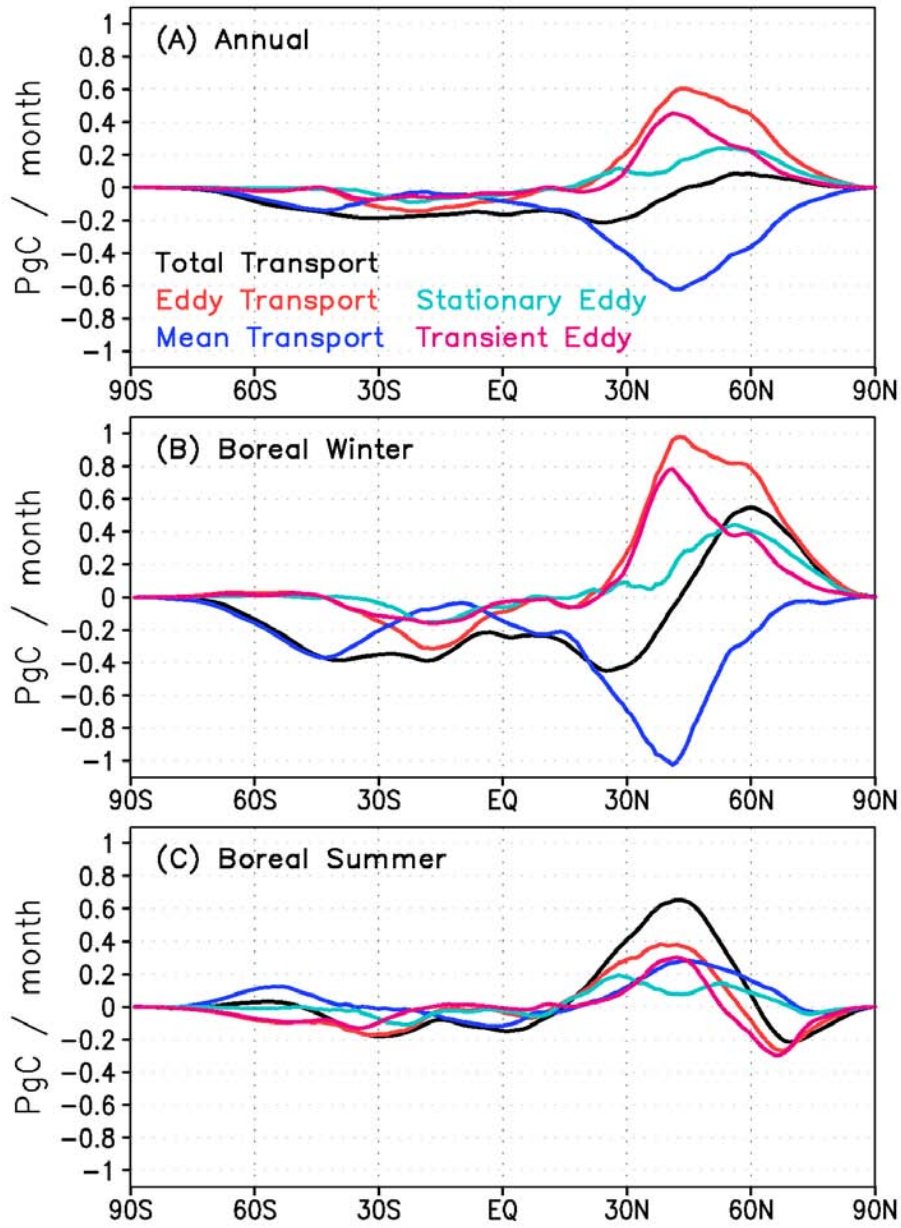 (A) Annual
PgC / month
1
0.8
0.6
0.4
0.2
0
-0.2
-0.4
-0.6
-0.8
-1
Total Transport
Eddy Transport Stationary Eddy
Mean Transport Transient Eddy
90S 60S 30S EQ 30N 60N 90N
(B) Boreal Winter
PgC / month
1
0.8
0.6
0.4
0.2
0
-0.2
-0.4
-0.6
-0.8
-1
90S 60S 30S EQ 30N 60N 90N
(C) Boreal Summer
PgC / month
1
0.8
0.6
0.4
0.2
0
-0.2
-0.4
-0.6
-0.8
-1
90S 60S 30S EQ 30N 60N 90N